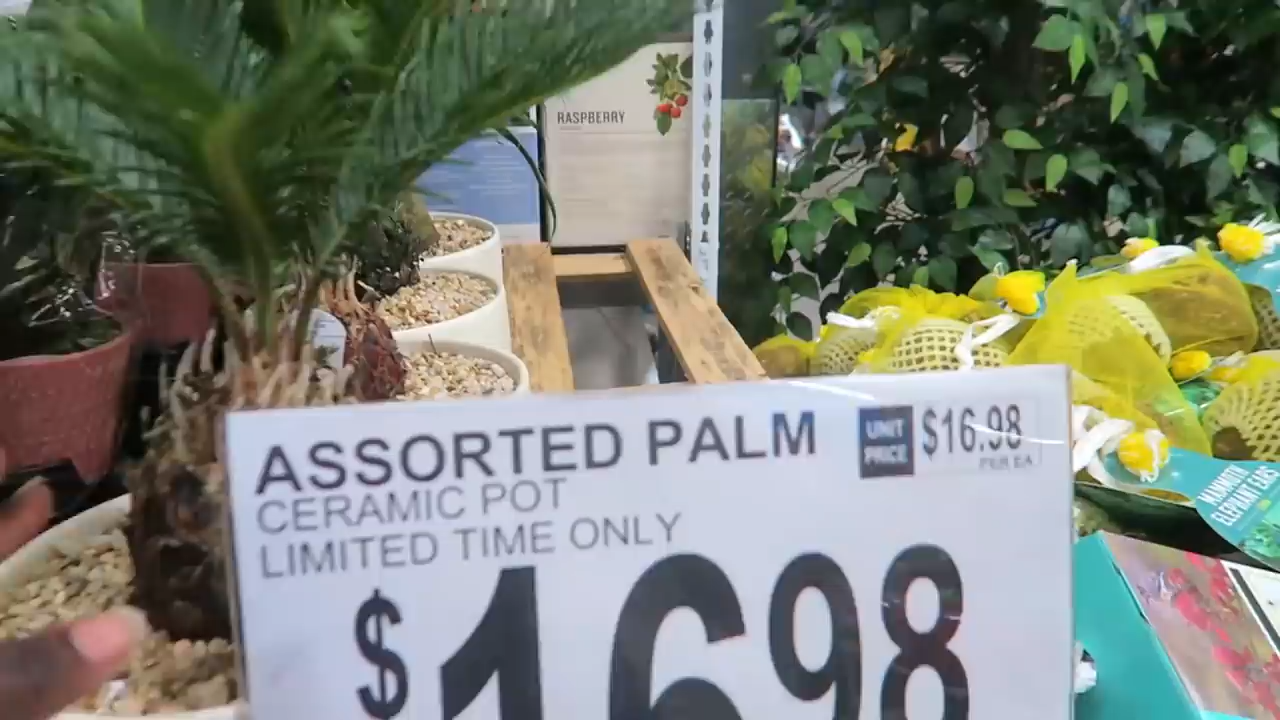 RASPBERRY
ASSORTED PALM
UNIT PRICE
$16.98
PER EA
CERAMIC POT
LIMITED TIME ONLY
$1698
MAMMOTH
ELEPHANT EARS